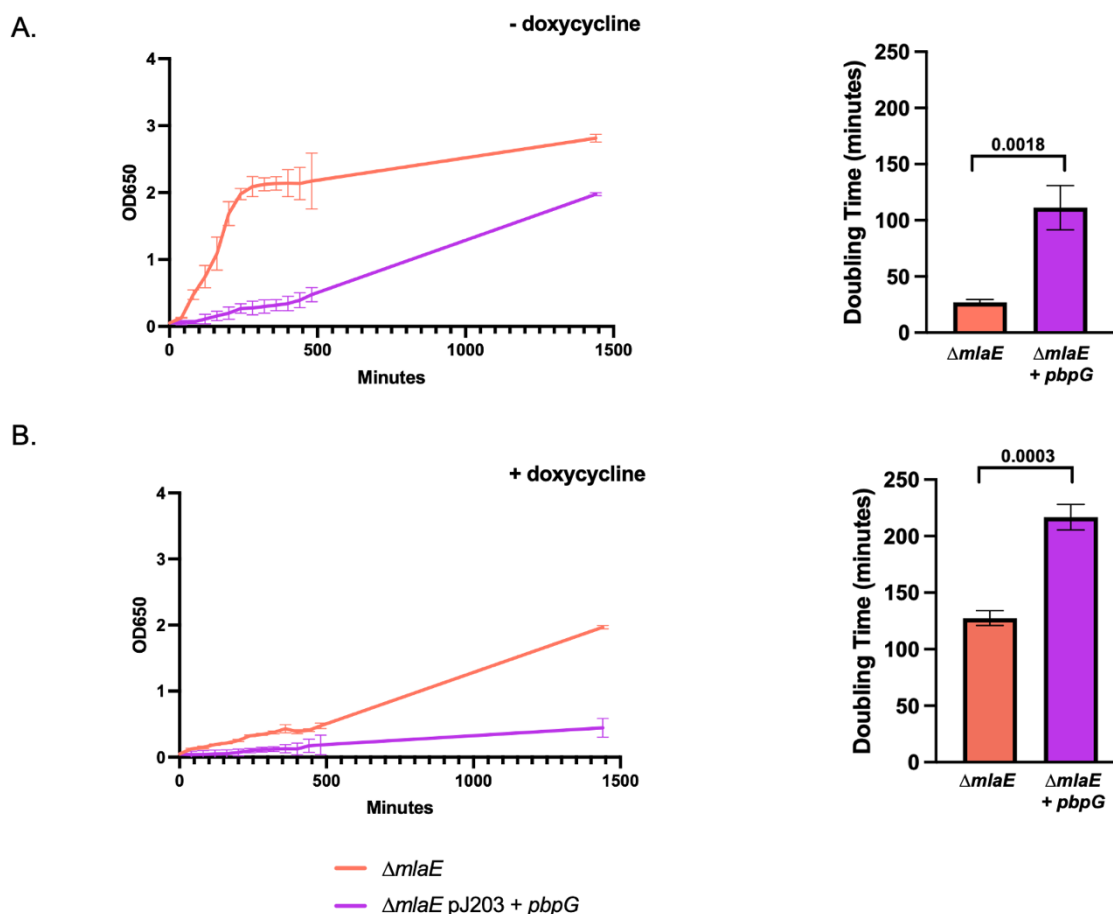 A.
- doxycycline
4
3
2
1
0
OD650
0 500 1000 1500
Minutes
250
200
150
100
50
0
Doubling Time (minutes)
0.0018
ΔmlaE ΔmlaE
+ pbpG
B.
+ doxycycline
4
3
2
1
0
OD650
0 500 1000 1500
Minutes
250
200
150
100
50
0
Doubling Time (minutes)
0.0003
ΔmlaE ΔmlaE
+ pbpG
ΔmlaE
ΔmlaE pJ203 + pbpG